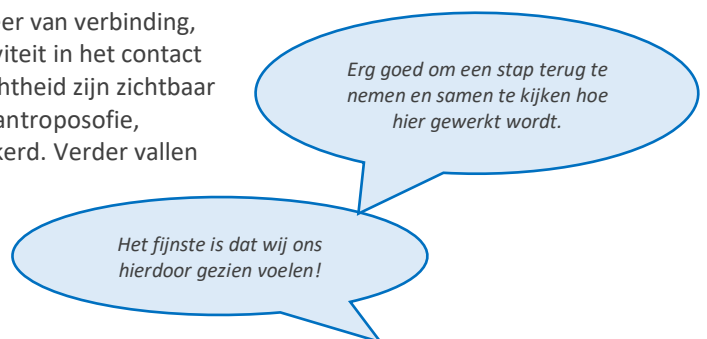 er van verbinding,
viteit in het contact
htheid zijn zichtbaar
antroposofie,
kerd. Verder vallen
Erg goed om een stap terug te
nemen en samen te kijken hoe
hier gewerkt wordt.
Het fijnste is dat wij ons
hierdoor gezien voelen!